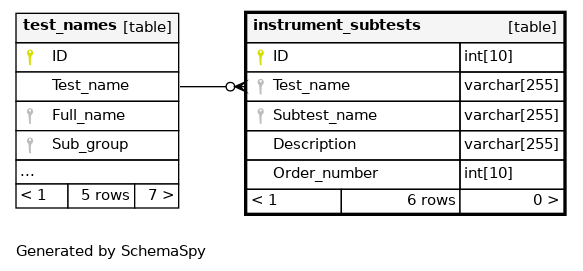 test_names [table]
ID
Test_name
Full_name
Sub_group
...
< 1 5 rows 7 >
instrument_subtests [table]
ID int[10]
Test_name varchar[255]
Subtest_name varchar[255]
Description varchar[255]
Order_number int[10]
< 1 6 rows 0 >
Generated by SchemaSpy